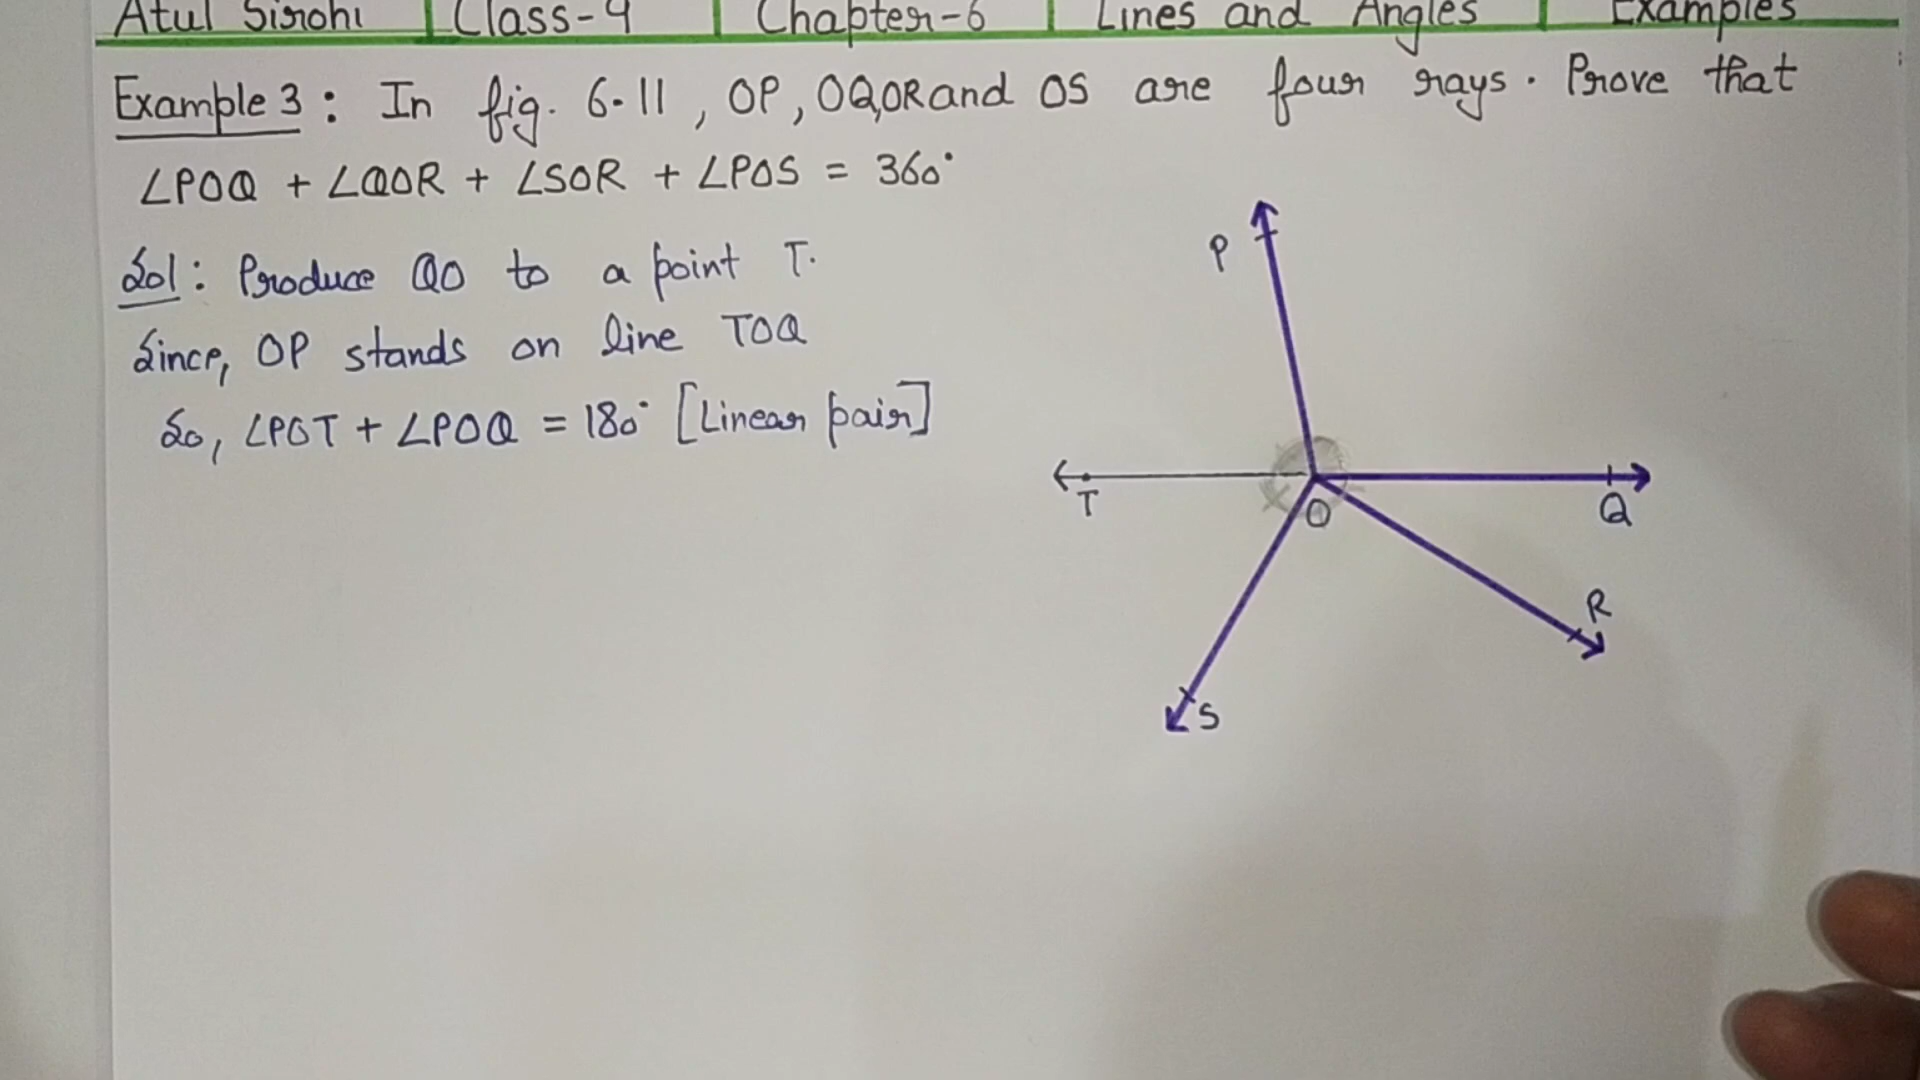 Atul Sirohi | Class-9 | Chapter-6 | Lines and Angles | Examples
Example 3 : In fig. 6.11 , OP, OQ,OR and OS are four rays. Prove that
∠POQ + ∠QOR + ∠SOR + ∠POS = 360°
Sol : Produce QO to a point T.
Since, OP stands on line TOQ
So, ∠POT + ∠POQ = 180° [Linear pair]
P
T
O
Q
R
S